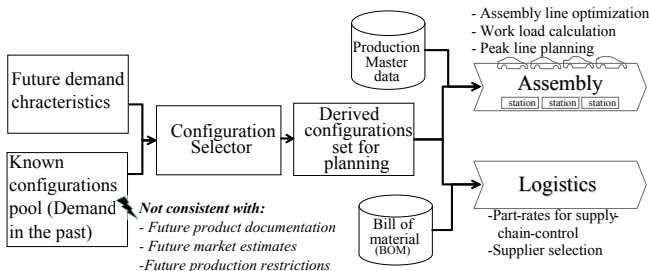 Future demand
chracteristics
Known
configurations
pool (Demand
in the past)
Not consistent with:
- Future product documentation
- Future market estimates
-Future production restrictions
Configuration
Selector
Derived
configurations
set for
planning
Production
Master
data
Bill of
material
(BOM)
- Assembly line optimization
- Work load calculation
- Peak line planning
Assembly
station station station
Logistics
-Part-rates for supply-
chain-control
-Supplier selection